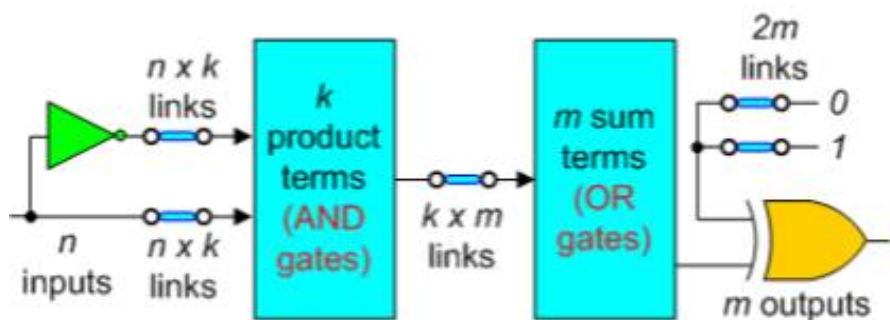 n x k
links
n
inputs
n x k
links
k
product
terms
(AND
gates)
k x m
links
m sum
terms
(OR
gates)
2m
links
0
1
m outputs